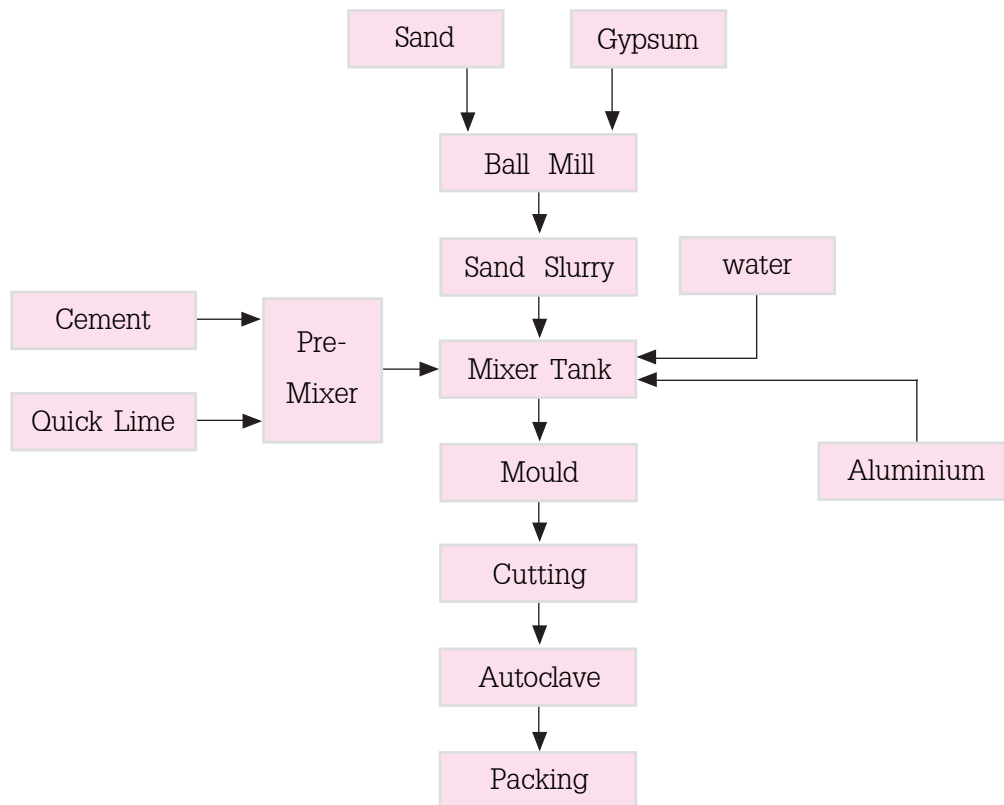 Sand
Gypsum
Ball Mill
Sand Slurry
water
Cement
Pre-
Mixer
Mixer Tank
Quick Lime
Mould
Aluminium
Cutting
Autoclave
Packing